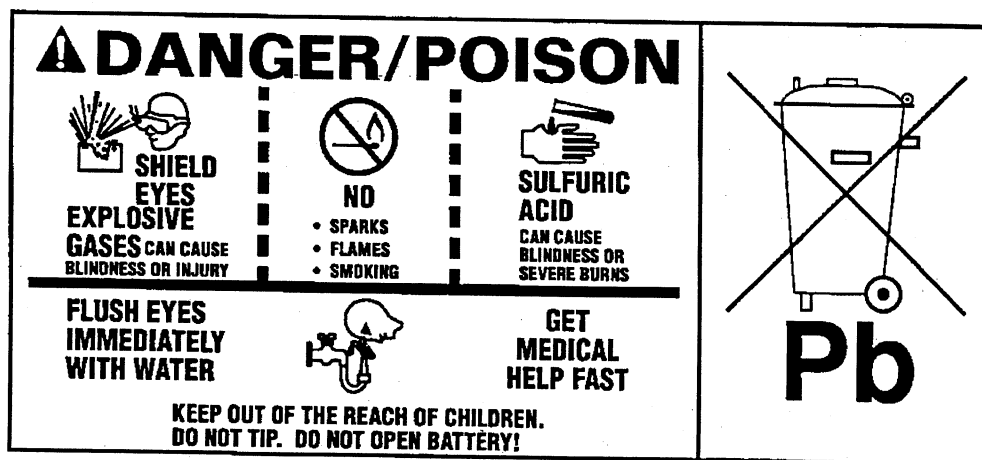 DANGER/POISON
SHIELD
EYES
EXPLOSIVE
GASES CAN CAUSE
BLINDNESS OR INJURY
NO
• SPARKS
• FLAMES
• SMOKING
SULFURIC
ACID
CAN CAUSE
BLINDNESS OR
SEVERE BURNS
FLUSH EYES
IMMEDIATELY
WITH WATER
GET
MEDICAL
HELP FAST
KEEP OUT OF THE REACH OF CHILDREN.
DO NOT TIP. DO NOT OPEN BATTERY!
Pb